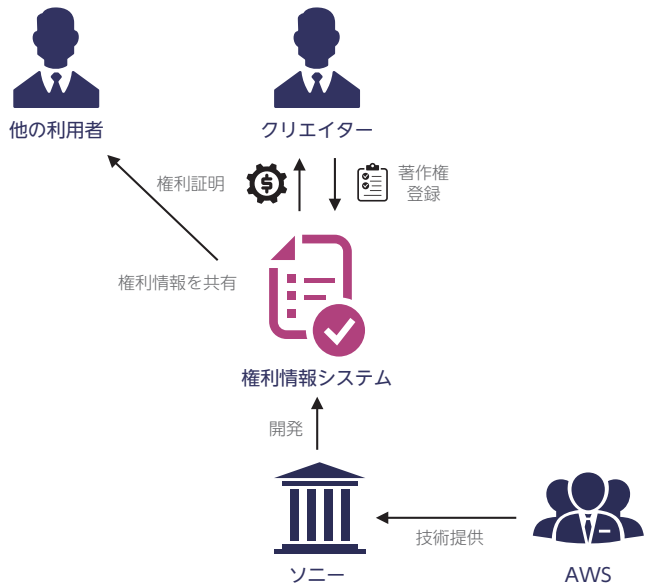 他の利用者
クリエイター
権利証明
著作権
登録
権利情報を共有
権利情報システム
開発
技術提供
ソニー
AWS